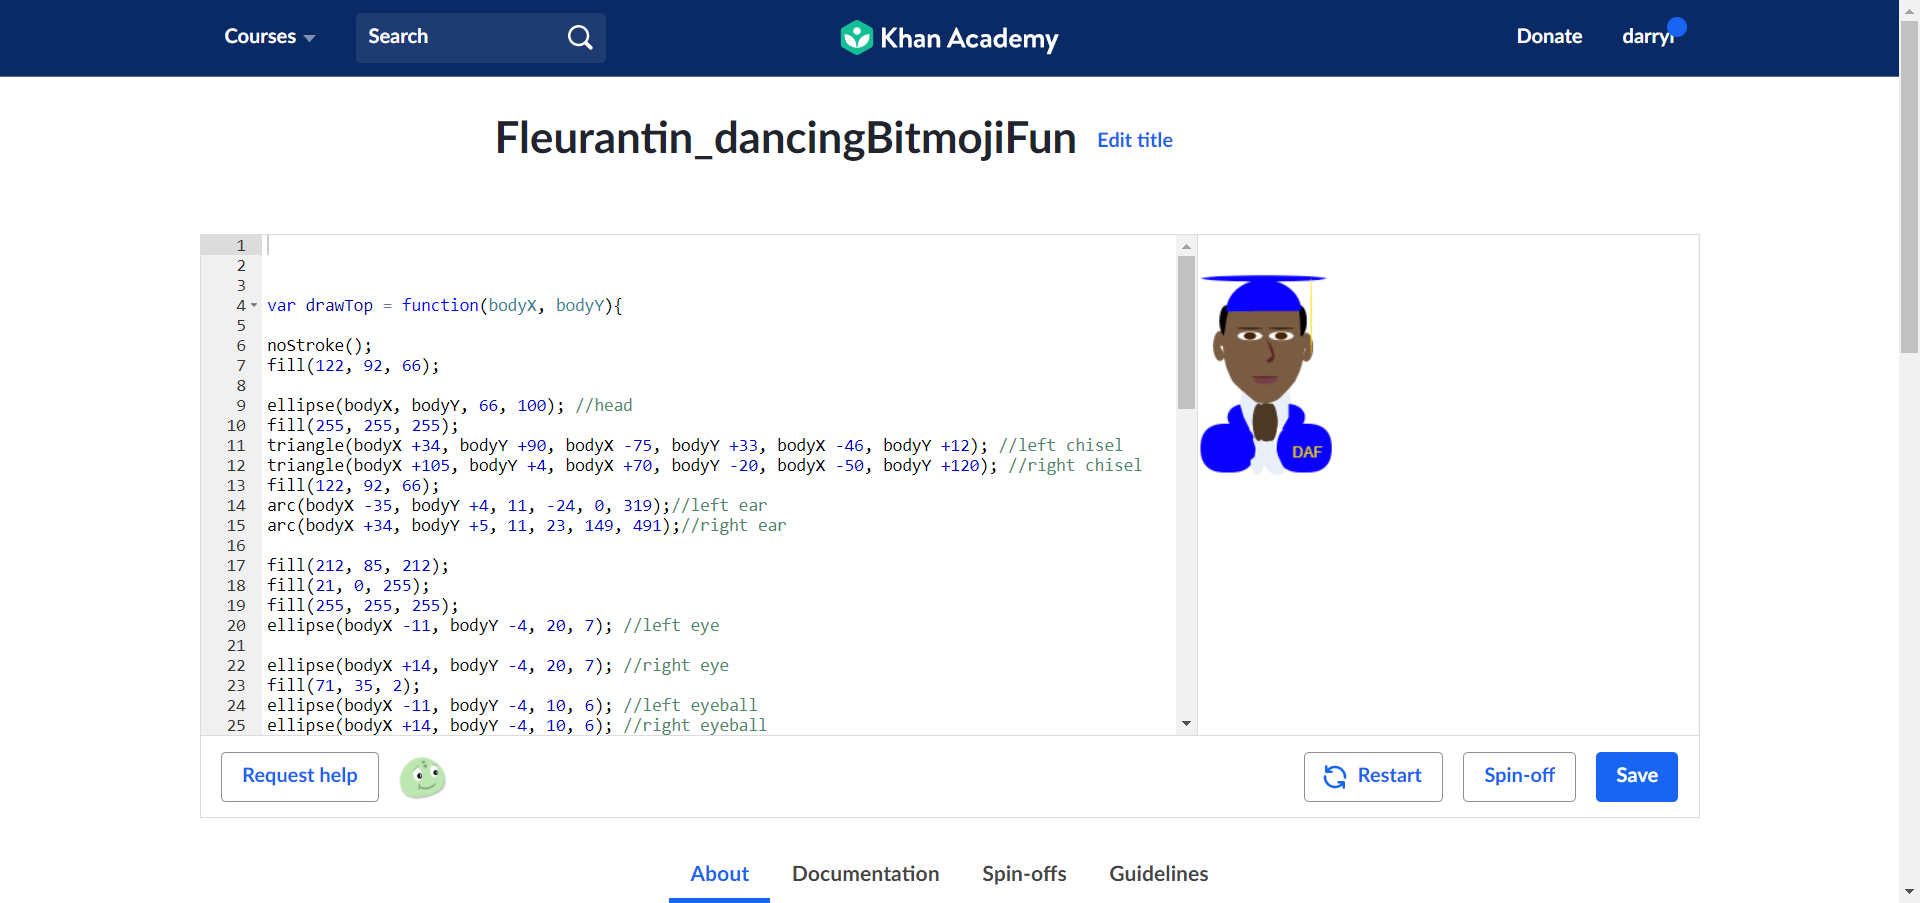 Courses
Search
Khan Academy
Donate
darryl
Fleurantin_dancingBitmojiFun
Edit title
1
2
3
4 var drawTop = function(bodyX, bodyY){
5
6 noStroke();
7 fill(122, 92, 66);
8
9 ellipse(bodyX, bodyY, 66, 100); //head
10 fill(255, 255, 255);
11 triangle(bodyX +34, bodyY +90, bodyX -75, bodyY +33, bodyX -46, bodyY +12); //left chisel
12 triangle(bodyX +105, bodyY +4, bodyX +70, bodyY -20, bodyX -50, bodyY +120); //right chisel
13 fill(122, 92, 66);
14 arc(bodyX -35, bodyY +4, 11, -24, 0, 319);//left ear
15 arc(bodyX +34, bodyY +5, 11, 23, 149, 491);//right ear
16
17 fill(212, 85, 212);
18 fill(21, 0, 255);
19 fill(255, 255, 255);
20 ellipse(bodyX -11, bodyY -4, 20, 7); //left eye
21
22 ellipse(bodyX +14, bodyY -4, 20, 7); //right eye
23 fill(71, 35, 2);
24 ellipse(bodyX -11, bodyY -4, 10, 6); //left eyeball
25 ellipse(bodyX +14, bodyY -4, 10, 6); //right eyeball
DAF
Request help
Restart
Spin-off
Save
About
Documentation
Spin-offs
Guidelines